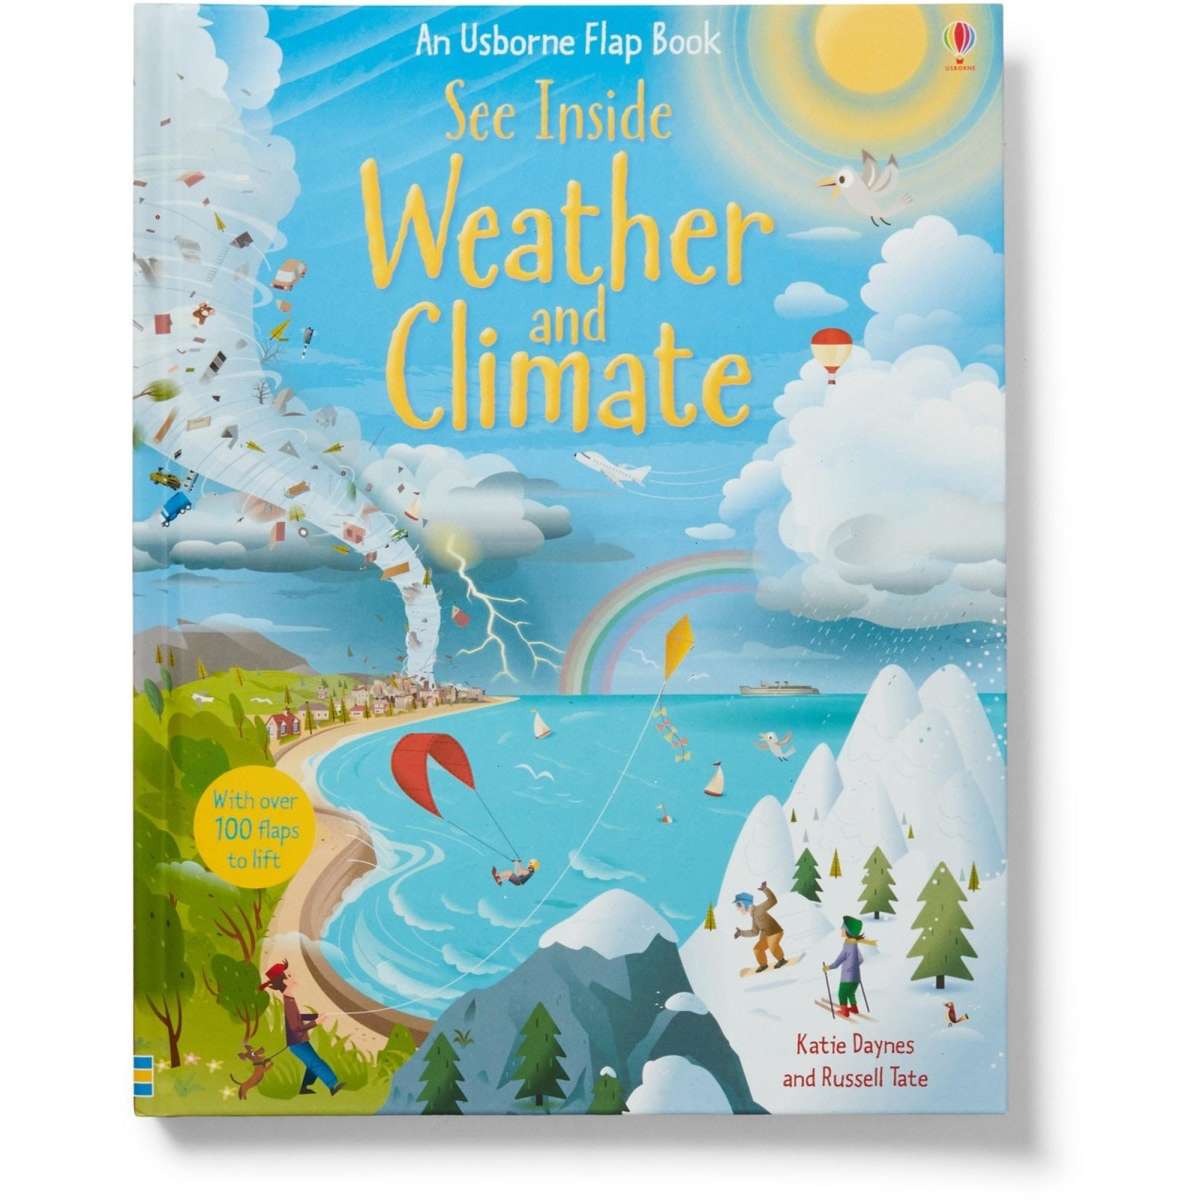 An Usborne Flap Book
USBORNE
See Inside
Weather
and
Climate
With over
100 flaps
to lift
Katie Daynes
and Russell Tate